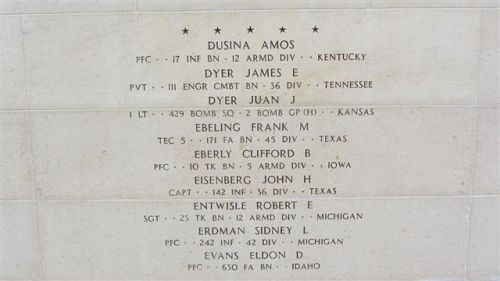 ★ ★ ★ ★ ★
DUSINA AMOS
PFC · · 17 INF BN · 12 ARMD DIV · · KENTUCKY
DYER JAMES E
PVT · · 111 ENGR CMBT BN · 36 DIV · · TENNESSEE
DYER JUAN J
1 LT · · 429 BOMB SQ · 2 BOMB GP (H) · · KANSAS
EBELING FRANK M
TEC 5 · · 171 FA BN · 45 DIV · · TEXAS
EBERLY CLIFFORD B
PFC · · 10 TK BN · 5 ARMD DIV · · IOWA
EISENBERG JOHN H
CAPT · · 142 INF · 36 DIV · · TEXAS
ENTWISLE ROBERT E
SGT · · 23 TK BN · 12 ARMD DIV · · MICHIGAN
ERDMAN SIDNEY L
PFC · · 242 INF · 42 DIV · · MICHIGAN
EVANS ELDON D
PFC · · 630 FA BN · · IDAHO